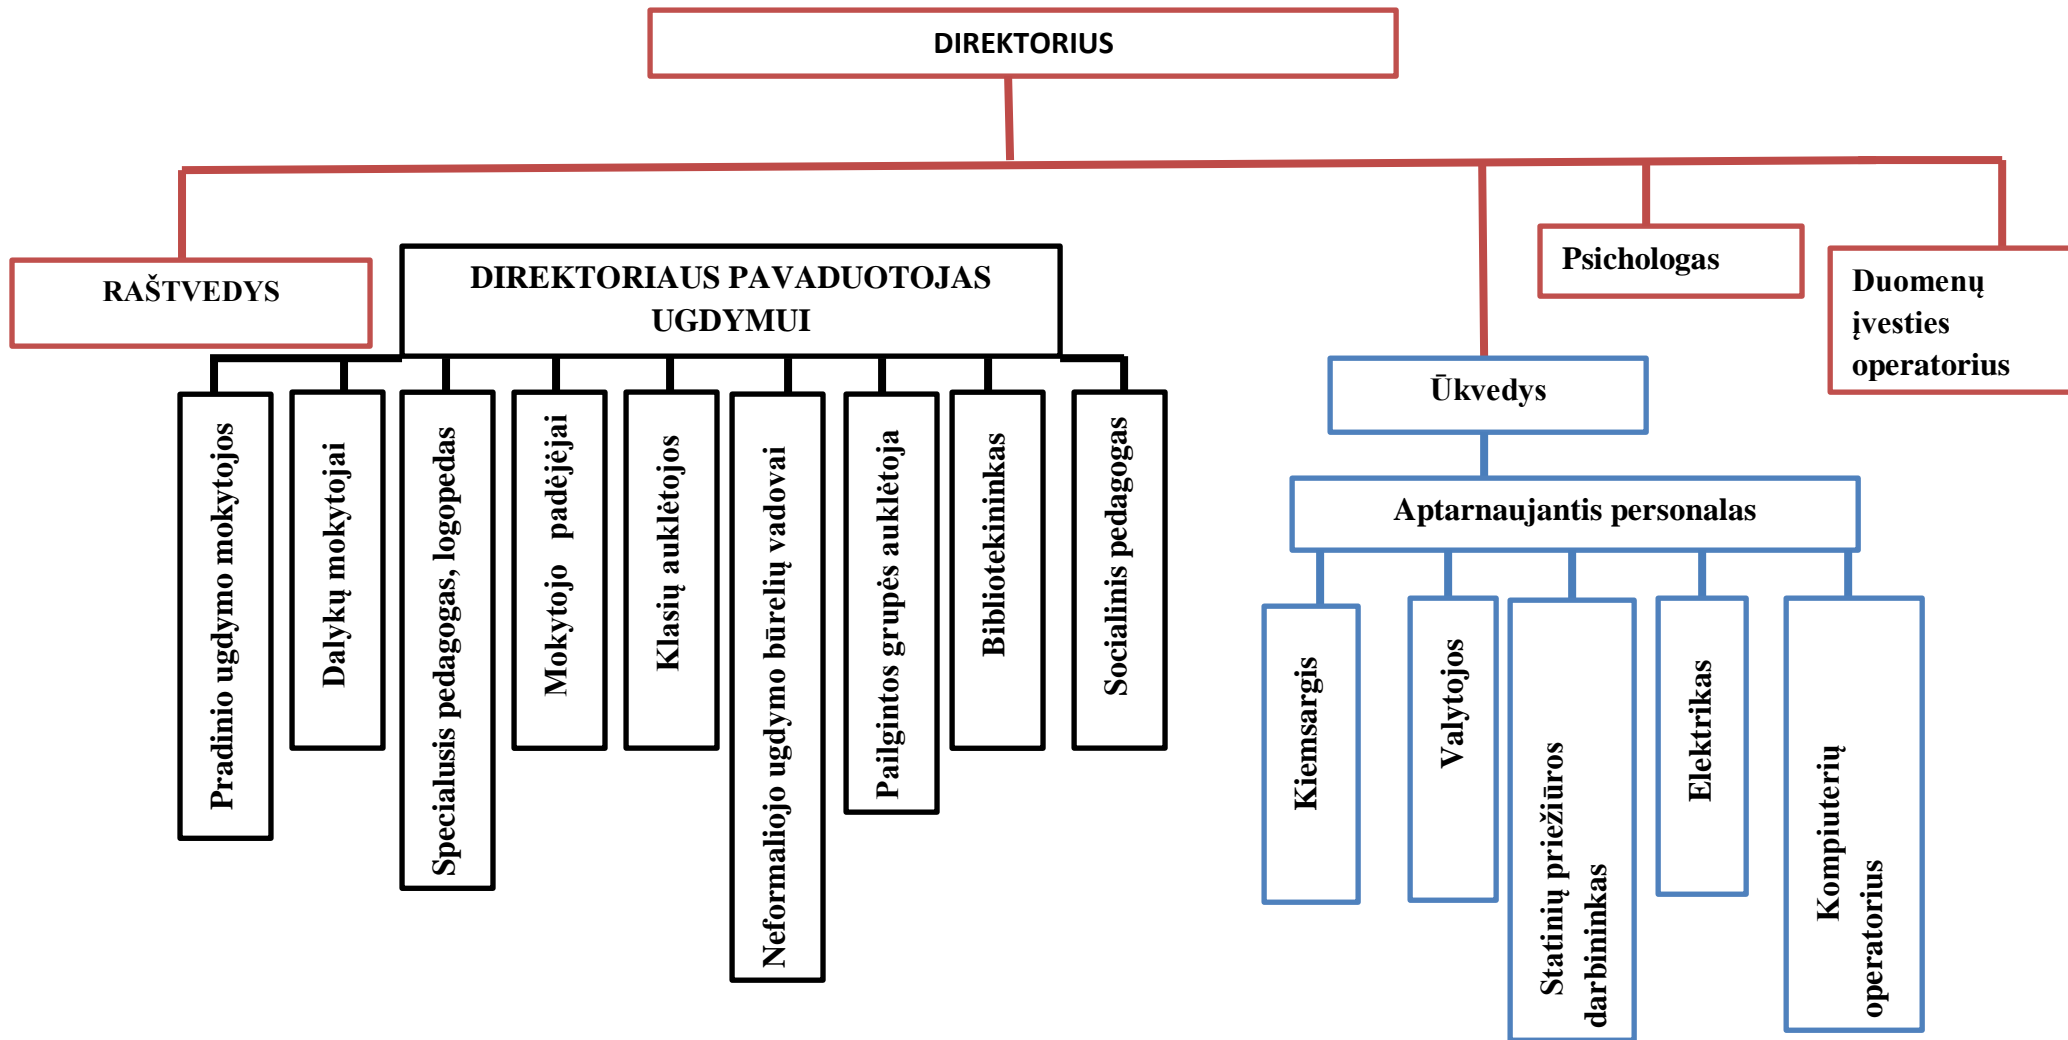 DIREKTORIUS
RAŠTVEDYS
DIREKTORIAUS PAVADUOTOJAS
UGDYMUI
Psichologas
Duomenų
įvesties
operatorius
Ūkvedys
Aptarnaujantis personalas
Pradinio ugdymo mokytojos
Dalykų mokytojai
Specialusis pedagogas, logopedas
Mokytojo padėjėjai
Klasių auklėtojos
Neformaliojo ugdymo būrelių vadovai
Pailgintos grupės auklėtoja
Bibliotekininkas
Socialinis pedagogas
Kiemsargis
Valytojos
Statinių priežiūros
darbininkas
Elektrikas
Kompiuterių
operatorius